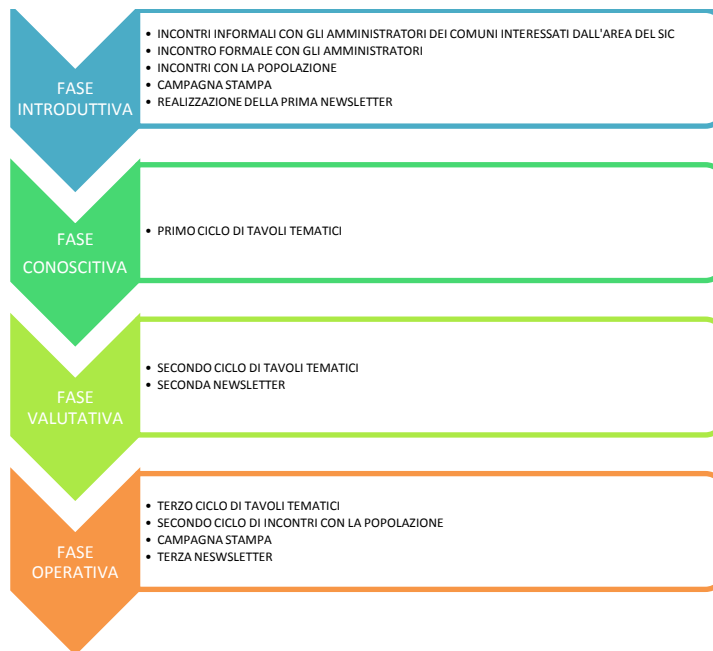 FASE
INTRODUTTIVA
• INCONTRI INFORMALI CON GLI AMMINISTRATORI DEI COMUNI INTERESSATI DALL'AREA DEL SIC
• INCONTRO FORMALE CON GLI AMMINISTRATORI
• INCONTRI CON LA POPOLAZIONE
• CAMPAGNA STAMPA
• REALIZZAZIONE DELLA PRIMA NEWSLETTER
FASE
CONOSCITIVA
• PRIMO CICLO DI TAVOLI TEMATICI
FASE
VALUTATIVA
• SECONDO CICLO DI TAVOLI TEMATICI
• SECONDA NEWSLETTER
FASE
OPERATIVA
• TERZO CICLO DI TAVOLI TEMATICI
• SECONDO CICLO DI INCONTRI CON LA POPOLAZIONE
• CAMPAGNA STAMPA
• TERZA NESWSLETTER